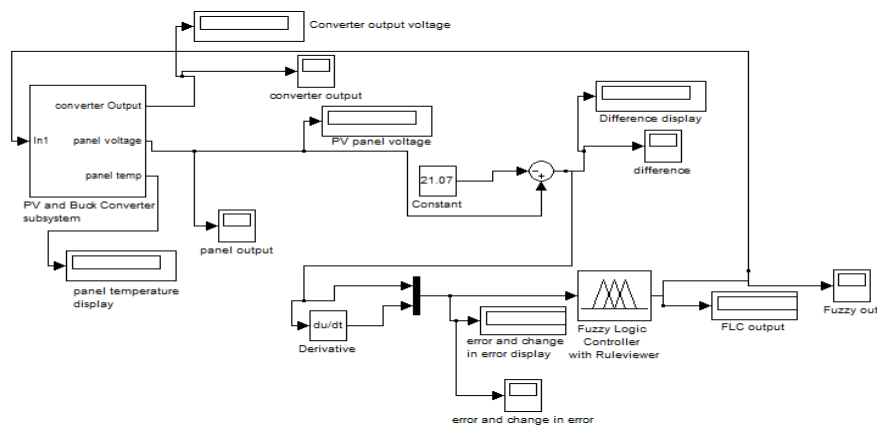 Converter output voltage
converter output
converter Output
In1
panel voltage
panel temp
PV and Buck Converter
subsystem
PV panel voltage
Difference display
difference
21.07
Constant
-
+
panel output
panel temperature
display
du/dt
Derivative
error and change
in error display
Fuzzy Logic
Controller
with Ruleviewer
FLC output
Fuzzy out
error and change in error